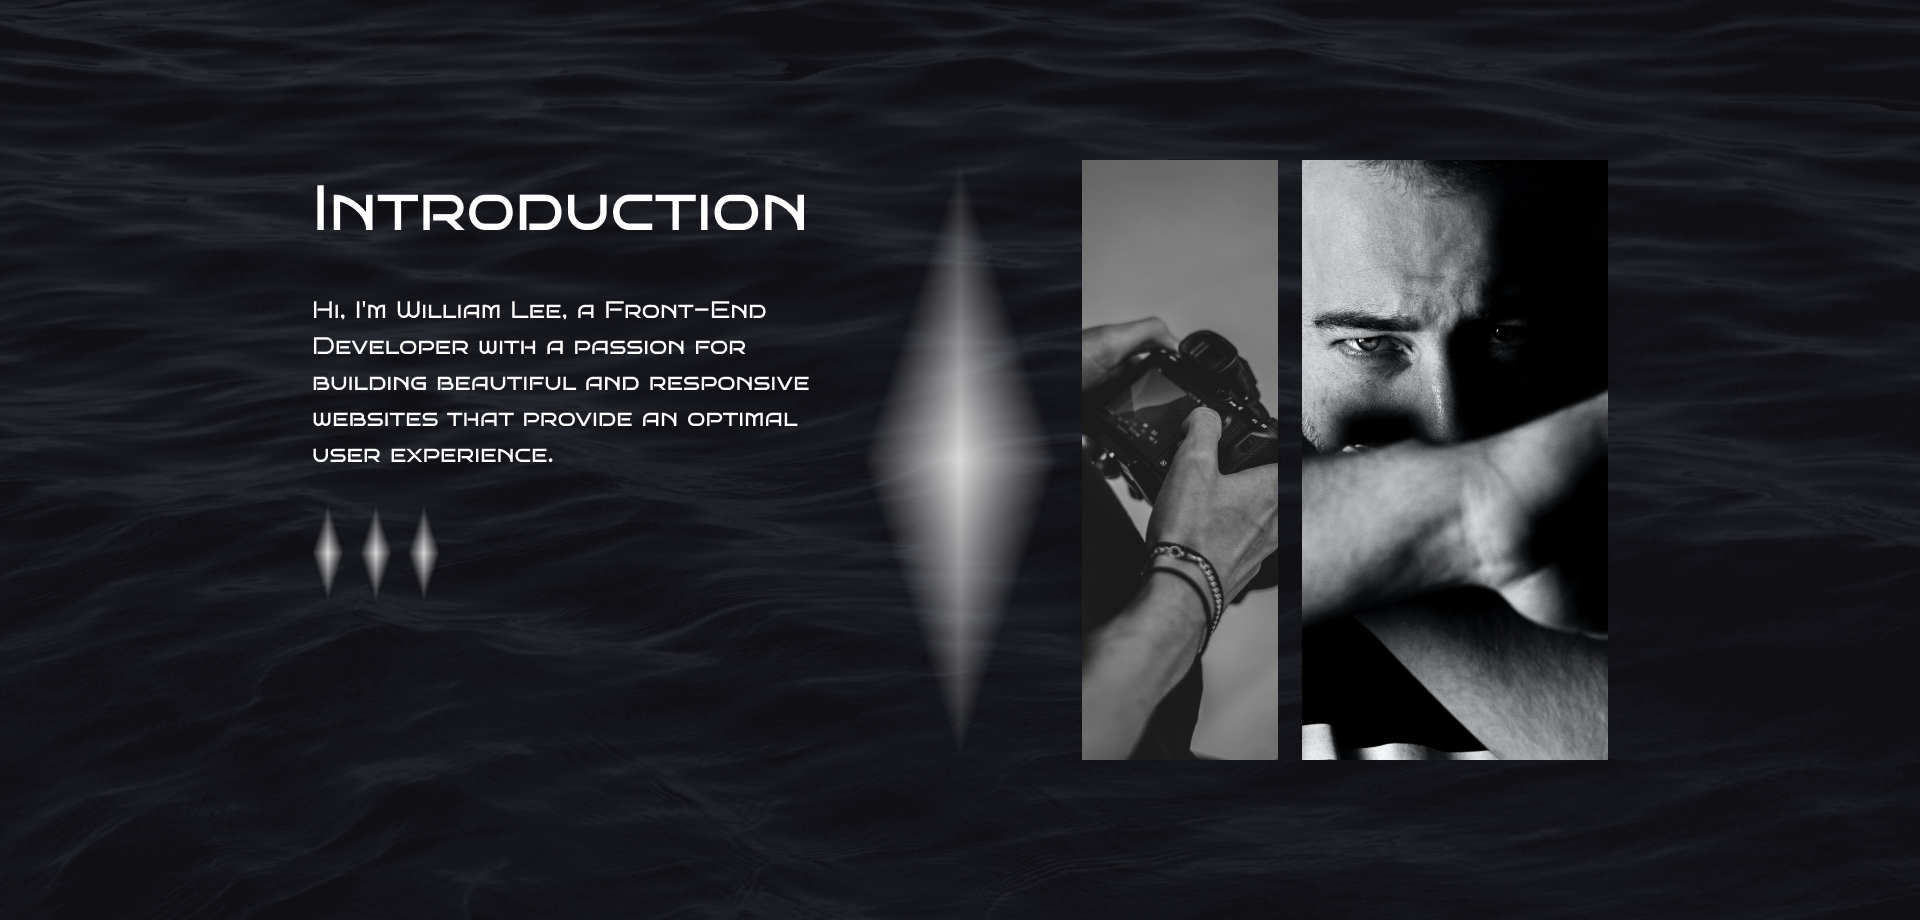 Introduction
Hi, I'm William Lee, a Front-End
Developer with a passion for
building beautiful and responsive
websites that provide an optimal
user experience.